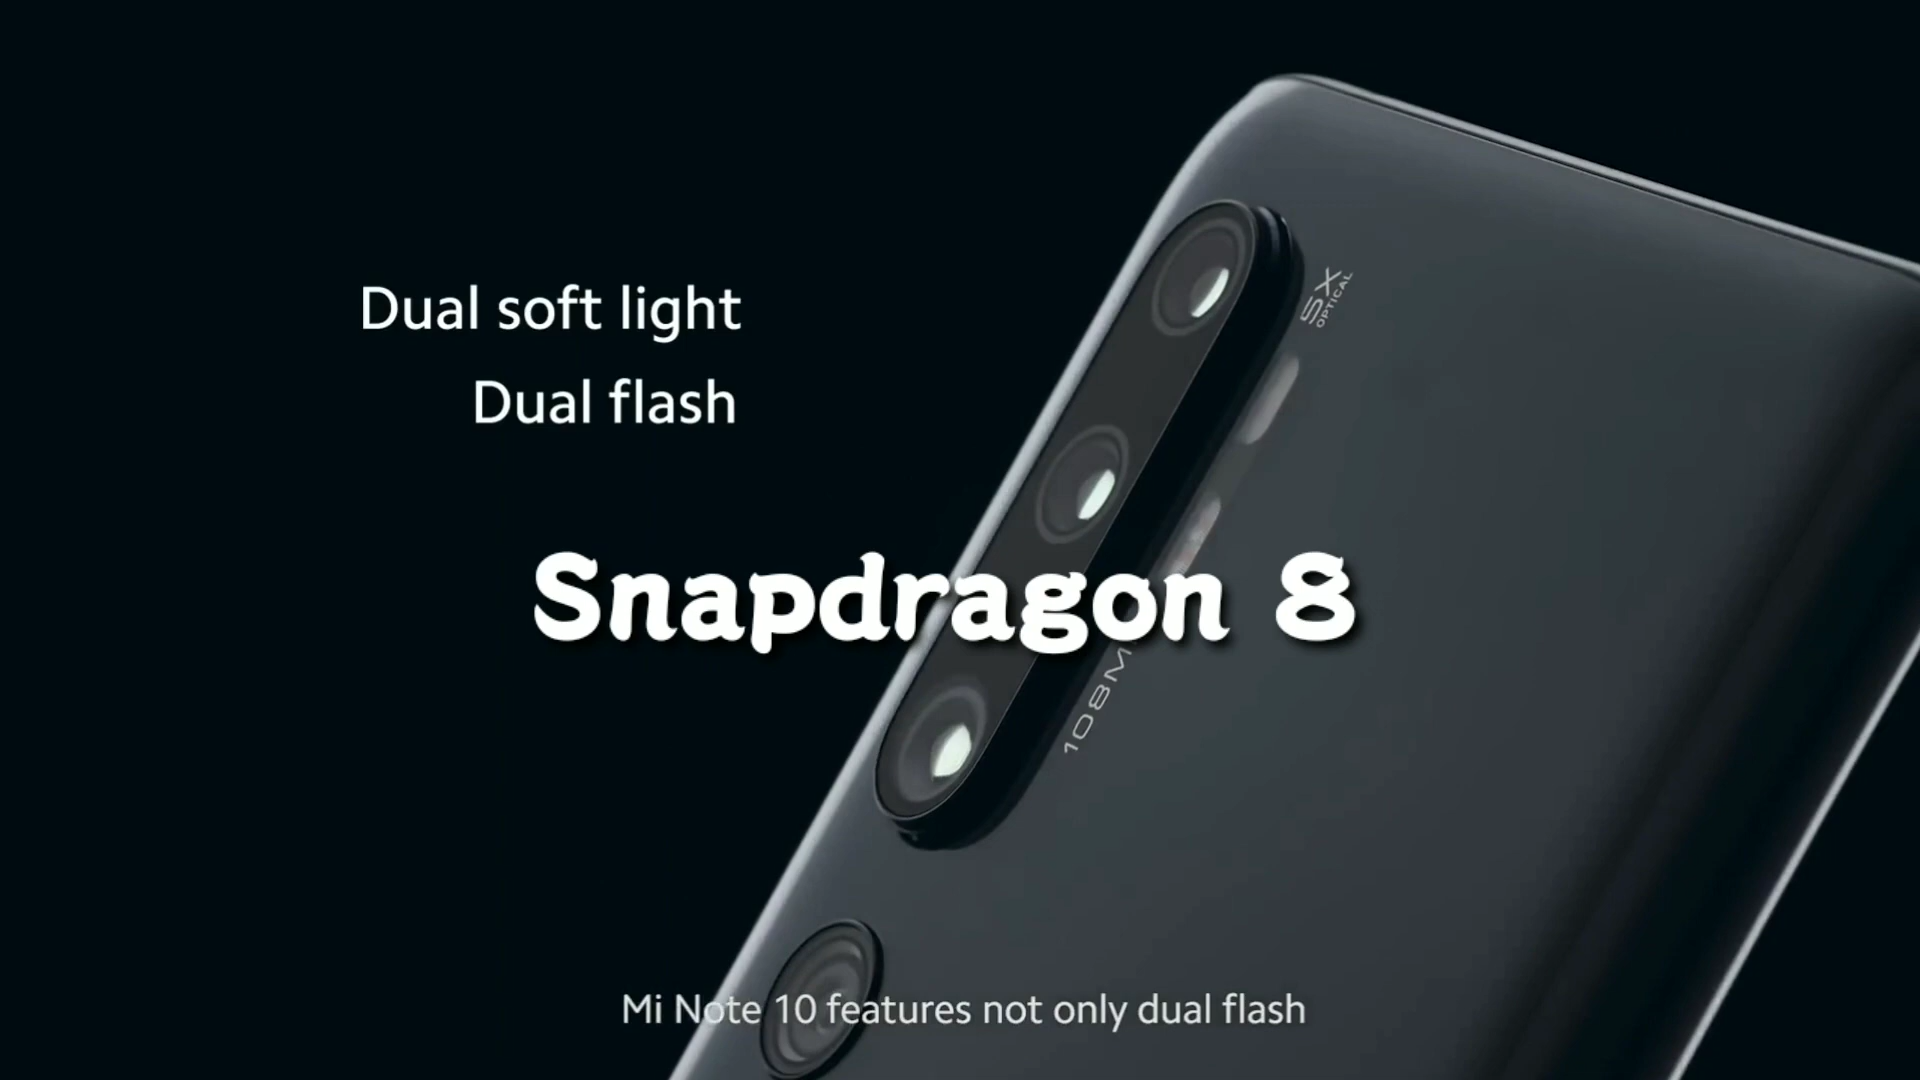 Dual soft light
Dual flash
5X
OPTICAL
Snapdragon 8
108M
Mi Note 10 features not only dual flash